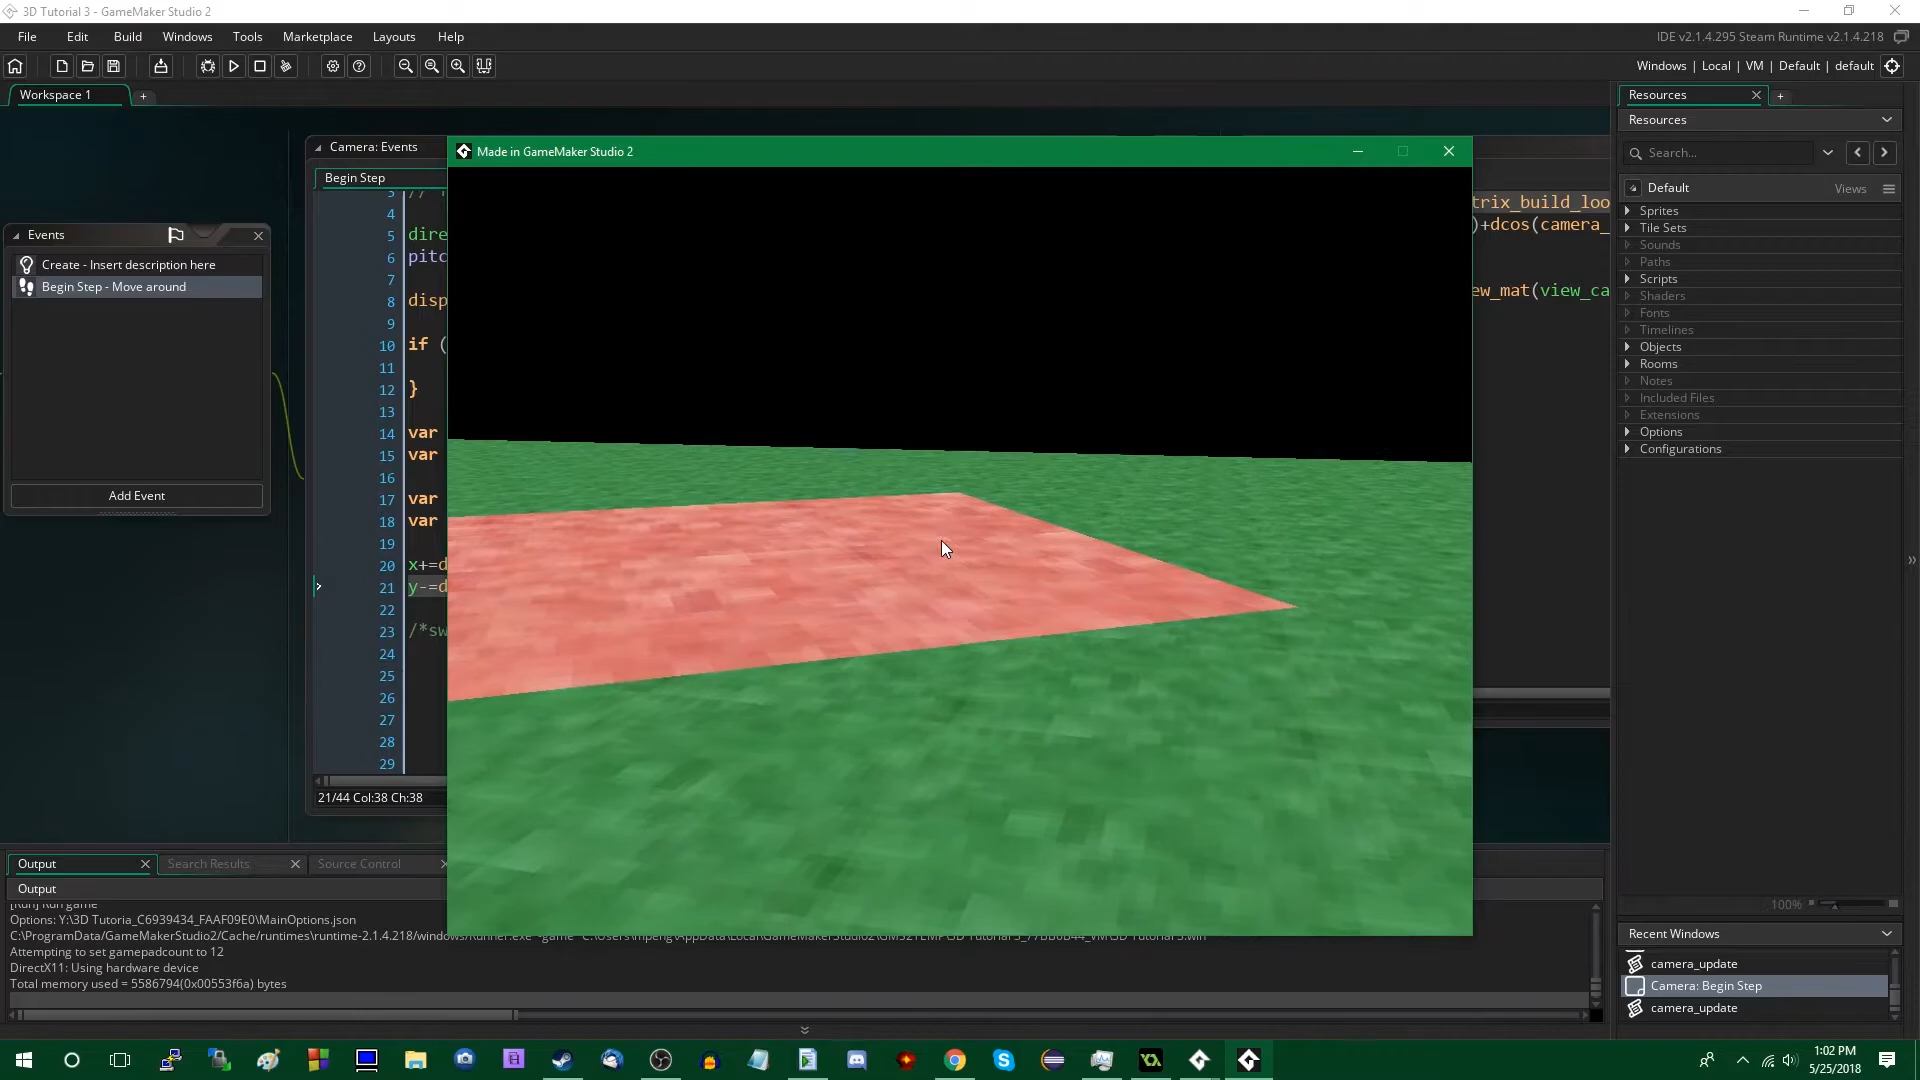 3D Tutorial 3 - GameMaker Studio 2
File Edit Build Windows Tools Marketplace Layouts Help
IDE v2.1.4.295 Steam Runtime v2.1.4.218
Windows | Local | VM | Default | default
Workspace 1
Resources
Resources
Search...
Default
Views
Sprites
Tile Sets
Sounds
Paths
Scripts
Shaders
Fonts
Timelines
Objects
Rooms
Notes
Included Files
Extensions
Options
Configurations
100%
Recent Windows
camera_update
Camera: Begin Step
camera_update
Events
Create - Insert description here
Begin Step - Move around
Add Event
Camera: Events
Begin Step
3 //
4
5 dire
6 pitc
7
8 disp
9
10 if (
11
12 }
13
14 var
15 var
16
17 var
18 var
19
20 x+=d
21 y-=d
22
23 /*sw
24
25
26
27
28
29
21/44 Col:38 Ch:38
Made in GameMaker Studio 2
trix_build_loo
)+dcos(camera_
ew_mat(view_ca
Output
Search Results
Source Control
Output
[Run] Run game
Options: Y:\3D Tutoria_C6939434_FAAF09E0\MainOptions.json
Attempting to set gamepadcount to 12
DirectX11: Using hardware device
Total memory used = 5586794(0x00553f6a) bytes
1:02 PM
5/25/2018